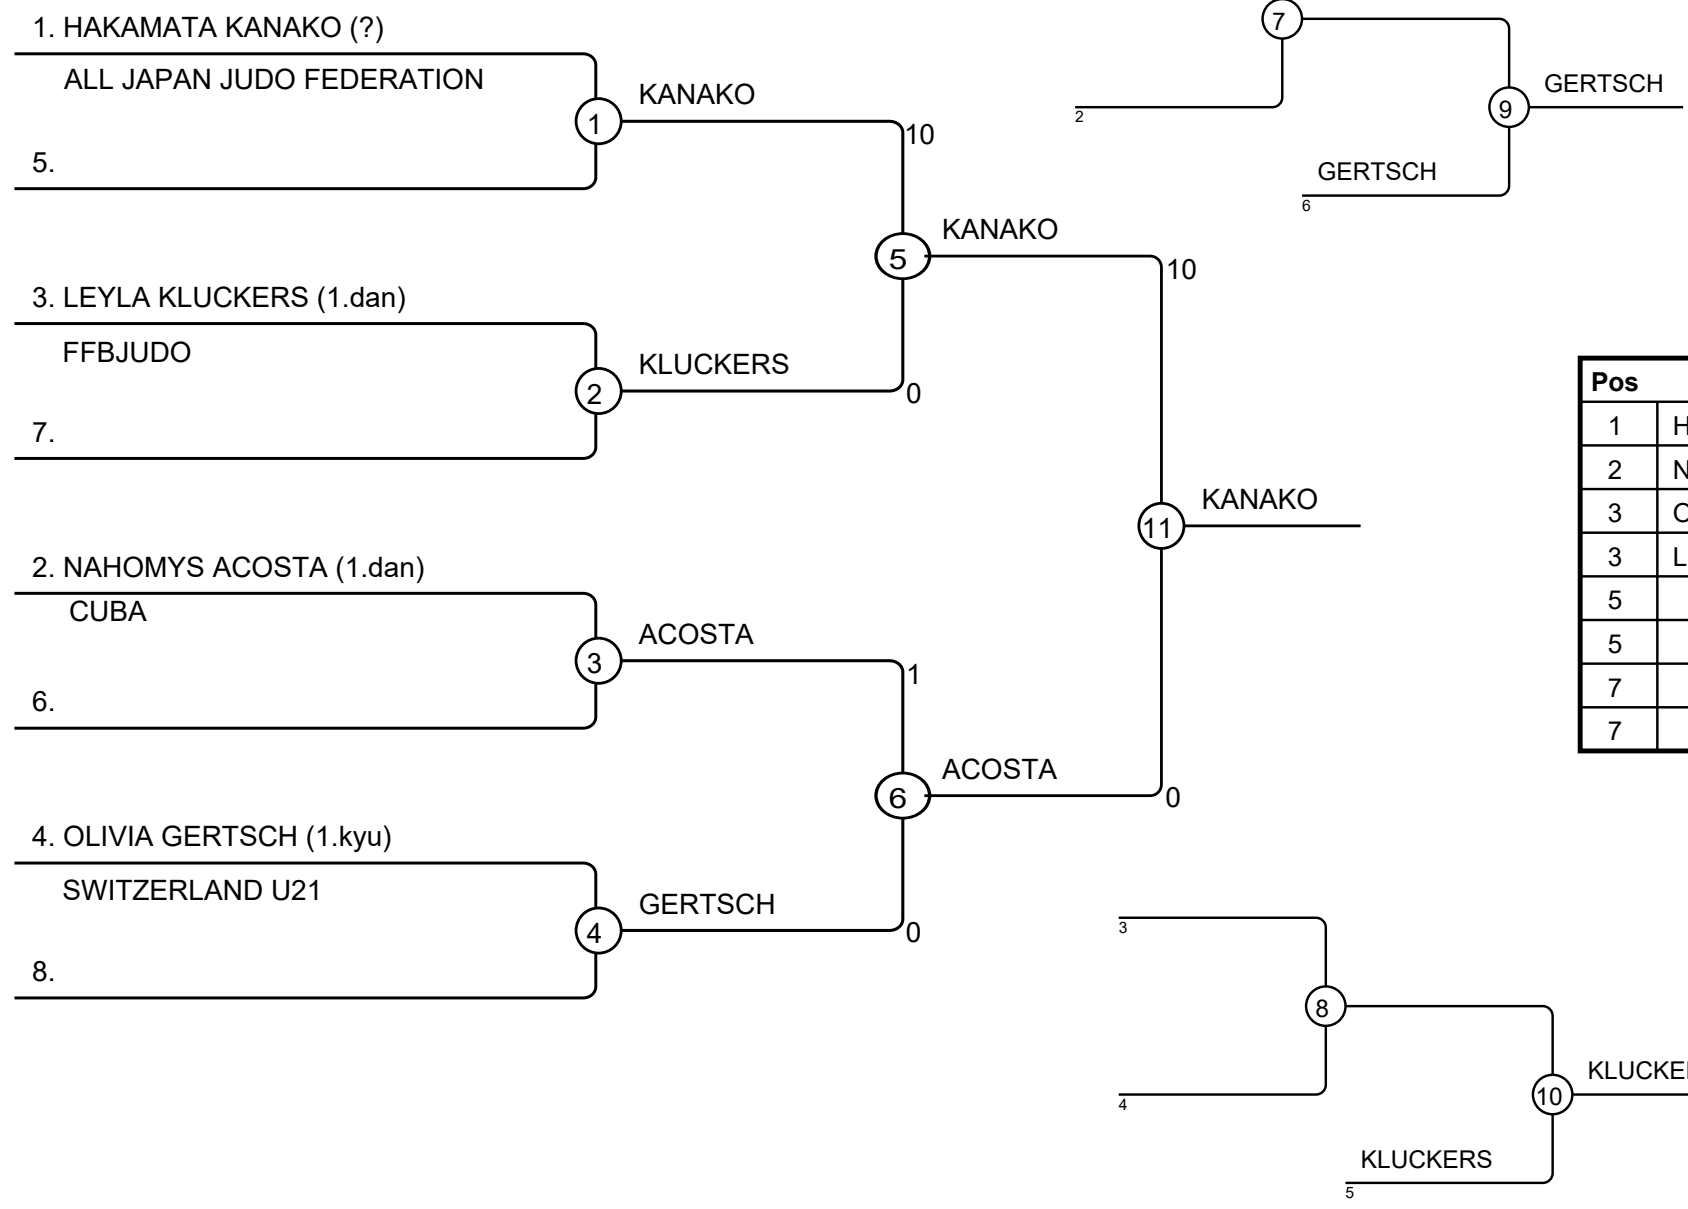 1. HAKAMATA KANAKO (?)
ALL JAPAN JUDO FEDERATION
5.
1
KANAKO
10
3. LEYLA KLUCKERS (1.dan)
FFBJUDO
7.
2
KLUCKERS
0
5
KANAKO
10
2. NAHOMYS ACOSTA (1.dan)
CUBA
6.
3
ACOSTA
1
4. OLIVIA GERTSCH (1.kyu)
SWITZERLAND U21
8.
4
GERTSCH
0
6
ACOSTA
0
11
KANAKO
7
2
9
GERTSCH
GERTSCH
6
Pos
1 H
2 N
3 O
3 L
5
5
7
7
3
8
4
10
KLUCKE
KLUCKERS
5